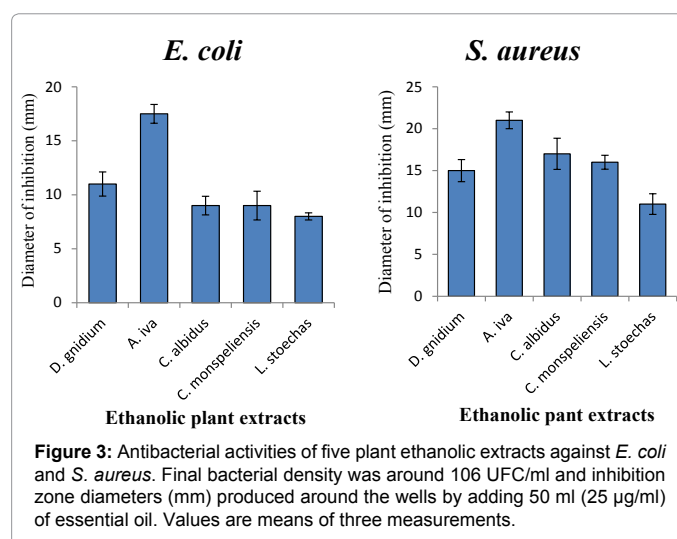 E. coli
S. aureus
Diameter of inhibition (mm)
20
15
10
5
0
D. gnidium
A. iva
C. albidus
C. monspeliensis
L. stoechas
Ethanolic plant extracts
Diameter of inhibition (mm)
25
20
15
10
5
0
D. gnidium
A. iva
C. albidus
C. monspeliensis
L. stoechas
Ethanolic pant extracts
Figure 3: Antibacterial activities of five plant ethanolic extracts against E. coli
and S. aureus. Final bacterial density was around 106 UFC/ml and inhibition
zone diameters (mm) produced around the wells by adding 50 ml (25 µg/ml)
of essential oil. Values are means of three measurements.